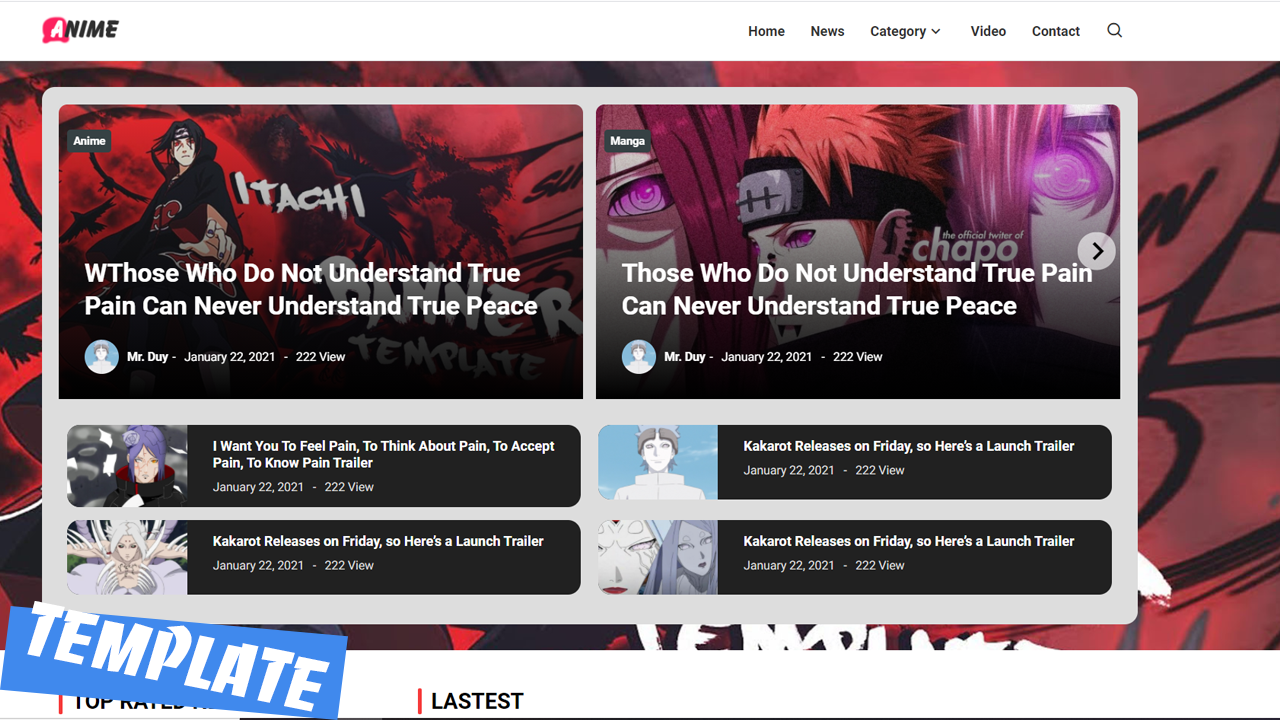 ANIME
Home News Category Video Contact
Anime
ITACHI
WThose Who Do Not Understand True
Pain Can Never Understand True Peace
BANNER
TEMPLATE
Mr. Duy - January 22, 2021 - 222 View
Manga
the official twiter of
chapo
Those Who Do Not Understand True Pain
Can Never Understand True Peace
Mr. Duy - January 22, 2021 - 222 View
I Want You To Feel Pain, To Think About Pain, To Accept
Pain, To Know Pain Trailer
January 22, 2021 - 222 View
Kakarot Releases on Friday, so Here's a Launch Trailer
January 22, 2021 - 222 View
Kakarot Releases on Friday, so Here's a Launch Trailer
January 22, 2021 - 222 View
Kakarot Releases on Friday, so Here's a Launch Trailer
January 22, 2021 - 222 View
TEMPLATE
TEMPLATE
TOP RATED
LASTEST